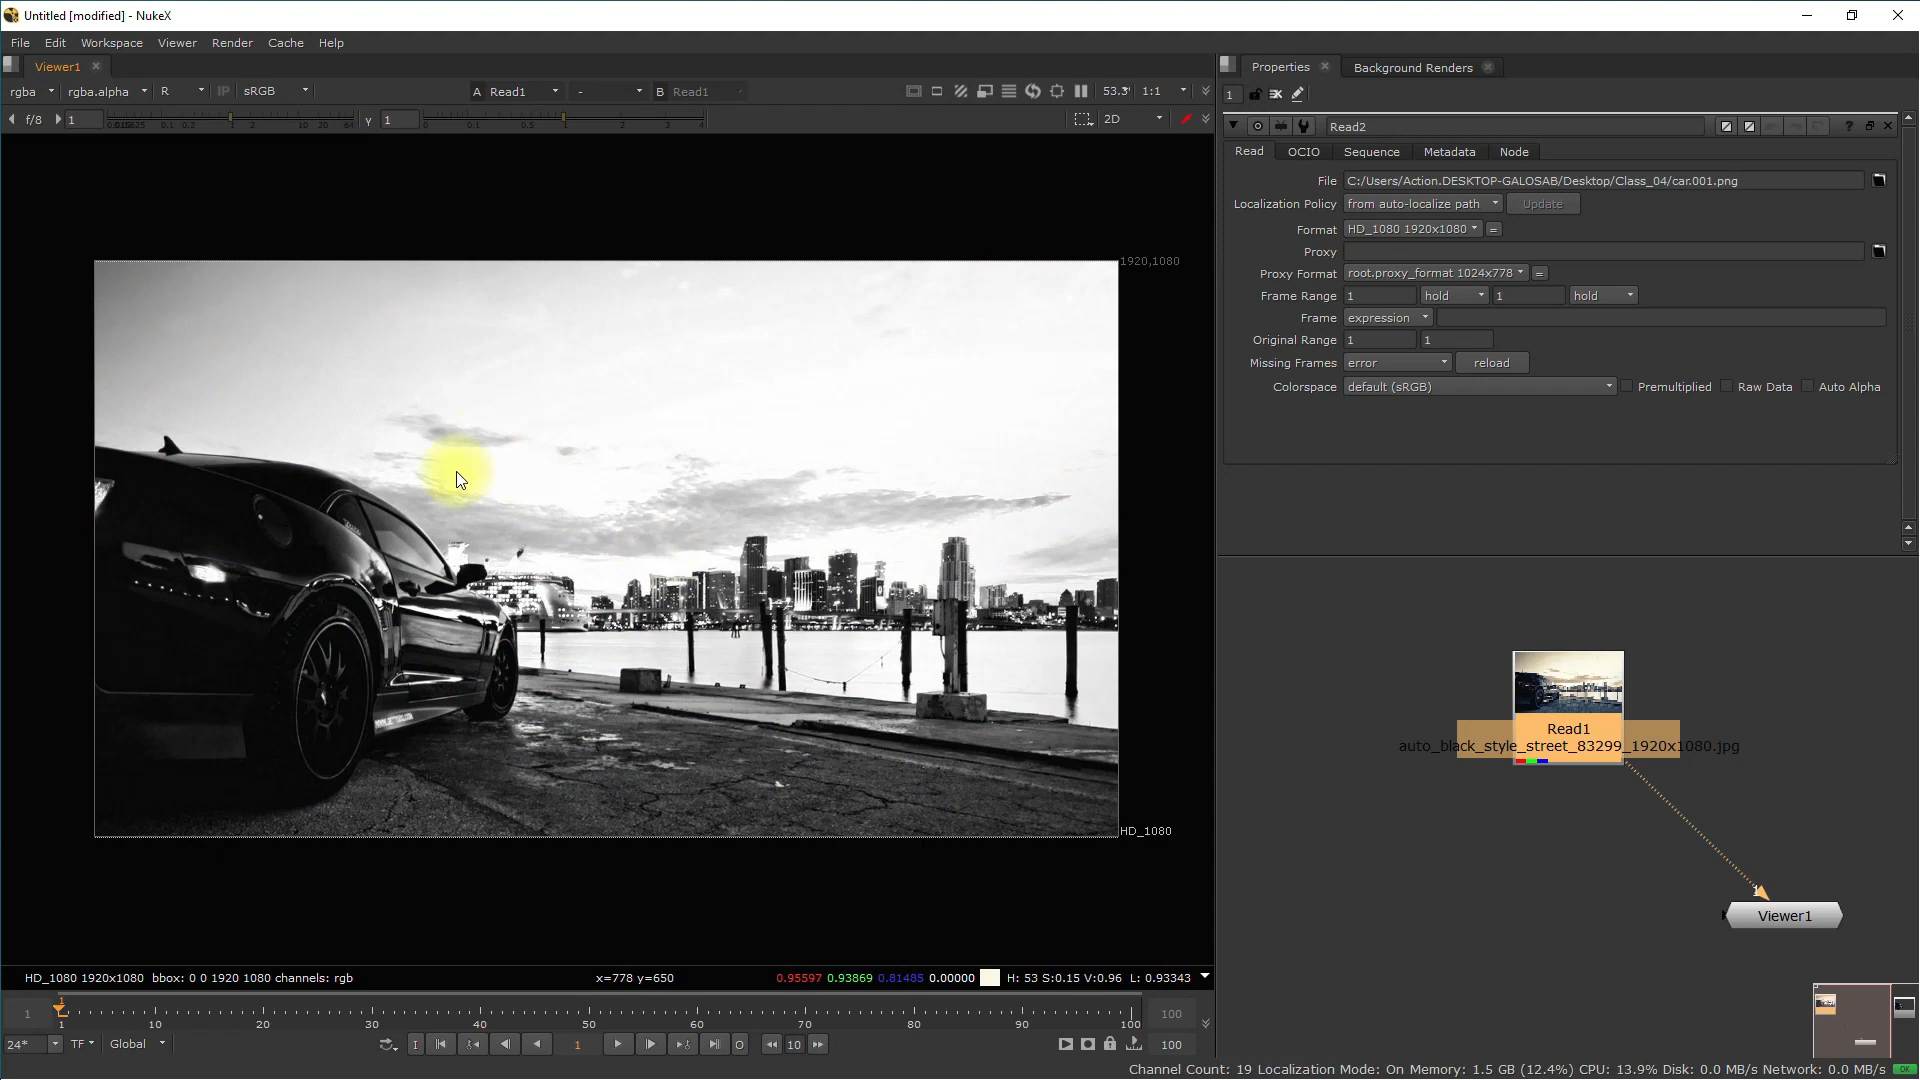 Untitled [modified] - NukeX
File Edit Workspace Viewer Render Cache Help
Viewer1
rgba rgba.alpha R IP sRGB A Read1 - B Read1 53.3 1:1
f/8 1 y 1 2D
1920,1080
HD_1080
HD_1080 1920x1080 bbox: 0 0 1920 1080 channels: rgb x=778 y=650 0.95597 0.93869 0.81485 0.00000 H: 53 S:0.15 V:0.96 L: 0.93343
1
1 1 10 20 30 40 50 60 70 80 90 100 100
24* TF Global I 1 O 10 100
Properties Background Renders
1
Read2
Read OCIO Sequence Metadata Node
File C:/Users/Action.DESKTOP-GALOSAB/Desktop/Class_04/car.001.png
Localization Policy from auto-localize path Update
Format HD_1080 1920x1080 =
Proxy
Proxy Format root.proxy_format 1024x778 =
Frame Range 1 hold 1 hold
Frame expression
Original Range 1 1
Missing Frames error reload
Colorspace default (sRGB) Premultiplied Raw Data Auto Alpha
Read1
auto_black_style_street_83299_1920x1080.jpg
1
Viewer1
Channel Count: 19 Localization Mode: On Memory: 1.5 GB (12.4%) CPU: 13.9% Disk: 0.0 MB/s Network: 0.0 MB/s OK